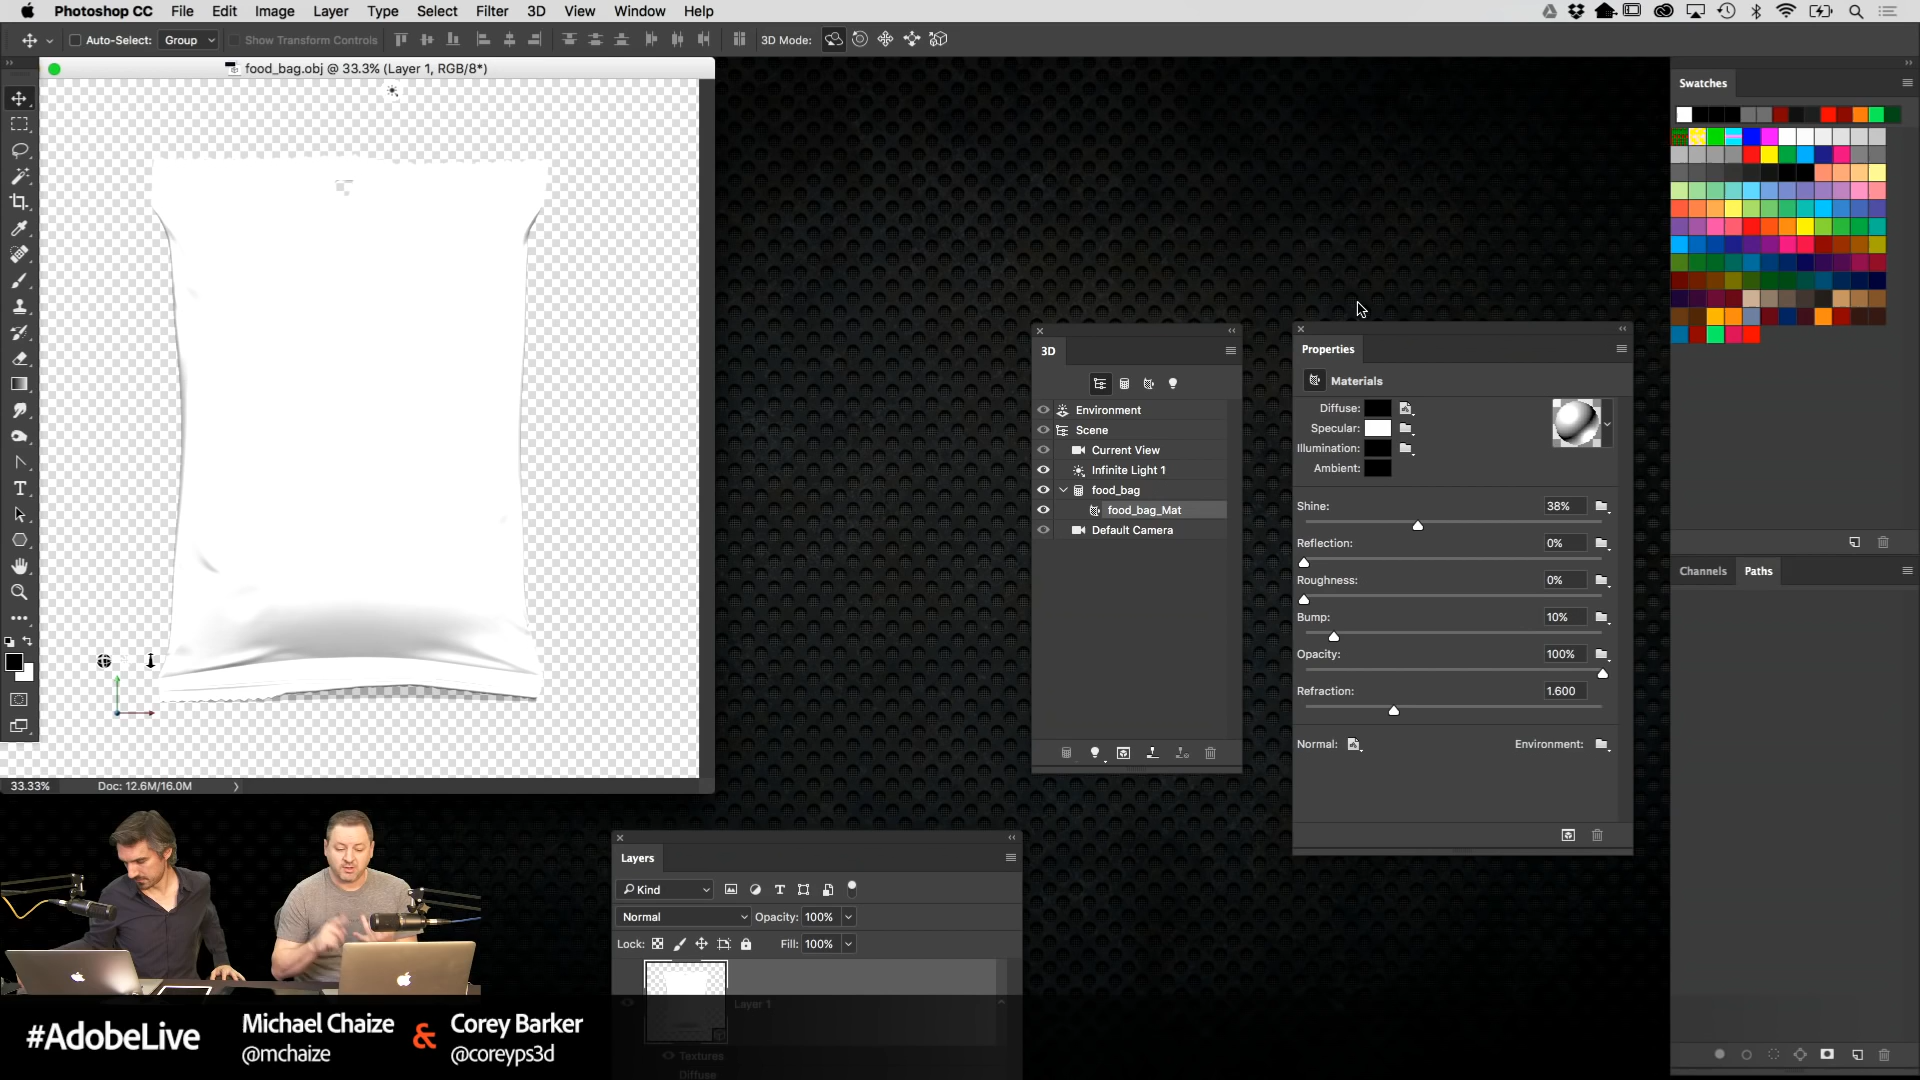 Photoshop CC File Edit Image Layer Type Select Filter 3D View Window Help
Auto-Select: Group Show Transform Controls 3D Mode:
food_bag.obj @ 33.3% (Layer 1, RGB/8*)
Swatches
3D
Environment
Scene
Current View
Infinite Light 1
food_bag
food_bag_Mat
Default Camera
Properties
Materials
Diffuse:
Specular:
Illumination:
Ambient:
Shine: 38%
Reflection: 0%
Roughness: 0%
Bump: 10%
Opacity: 100%
Refraction: 1.600
Normal: Environment:
Channels Paths
33.33% Doc: 12.6M/16.0M
Layers
Kind
Normal Opacity: 100%
Lock: Fill: 100%
Layer 1
Textures
Diffuse
#AdobeLive
Michael Chaize & Corey Barker
@mchaize @coreyps3d